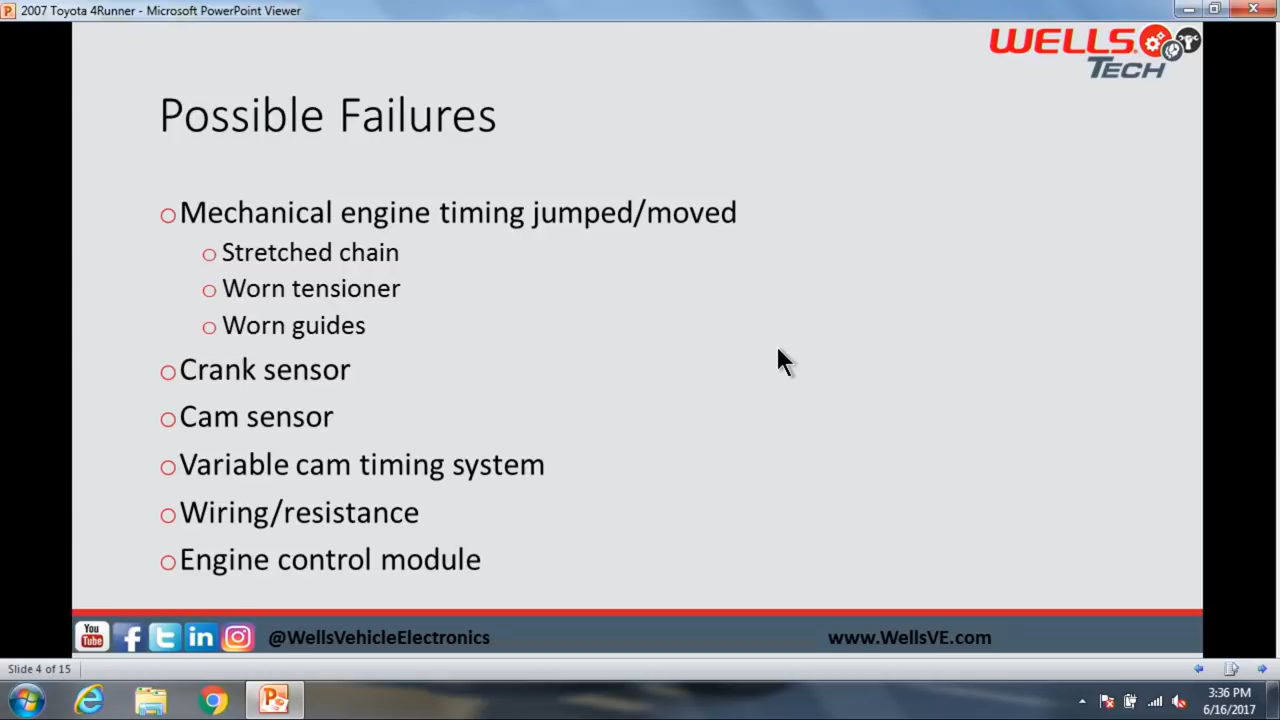 2007 Toyota 4Runner - Microsoft PowerPoint Viewer
WELLS
TECH
Possible Failures
Mechanical engine timing jumped/moved
Stretched chain
Worn tensioner
Worn guides
Crank sensor
Cam sensor
Variable cam timing system
Wiring/resistance
Engine control module
You
Tube
@WellsVehicleElectronics
www.WellsVE.com
Slide 4 of 15
3:36 PM
6/16/2017